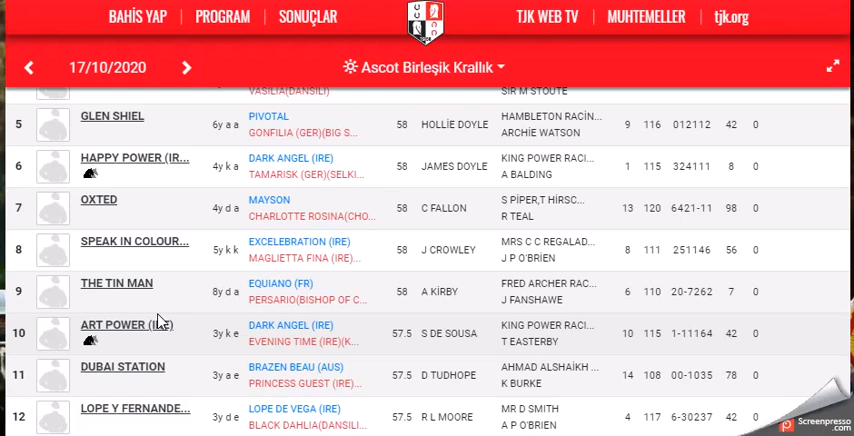 BAHİS YAP | PROGRAM | SONUÇLAR TJK WEB TV | MUHTEMELLER | tjk.org
17/10/2020 Ascot Birleşik Krallık
VASILIA(DANSILI) SIR M STOUTE
5 GLEN SHIEL 6y a a PIVOTAL 58 HOLLİE DOYLE HAMBLETON RACİN... 9 116 012112 42 0
GONFILIA (GER)(BIG S... ARCHİE WATSON
6 HAPPY POWER (IR... 4y k a DARK ANGEL (IRE) 58 JAMES DOYLE KING POWER RACI... 1 115 324111 8 0
TAMARISK (GER)(SELKI... A BALDING
7 OXTED 4y d a MAYSON 58 C FALLON S PİPER,T HİRSC... 13 120 6421-11 98 0
CHARLOTTE ROSINA(CHO... R TEAL
8 SPEAK IN COLOUR... 5y k k EXCELEBRATION (IRE) 58 J CROWLEY MRS C C REGALAD... 8 111 251146 56 0
MAGLIETTA FINA (IRE)... J P O'BRİEN
9 THE TIN MAN 8y d a EQUIANO (FR) 58 A KİRBY FRED ARCHER RAC... 6 110 20-7262 7 0
PERSARIO(BISHOP OF C... J FANSHAWE
10 ART POWER (IRE) 3y k e DARK ANGEL (IRE) 57.5 S DE SOUSA KING POWER RACI... 10 115 1-11164 42 0
EVENING TIME (IRE)(K... T EASTERBY
11 DUBAI STATION 3y a e BRAZEN BEAU (AUS) 57.5 D TUDHOPE AHMAD ALSHAIKH ... 14 108 00-1035 78 0
PRINCESS GUEST (IRE)... K BURKE
12 LOPE Y FERNANDE... 3y d e LOPE DE VEGA (IRE) 57.5 R L MOORE MR D SMITH 4 117 6-30237 42 0
BLACK DAHLIA(DANSILI... A P O'BRİEN
Screenpresso
.com